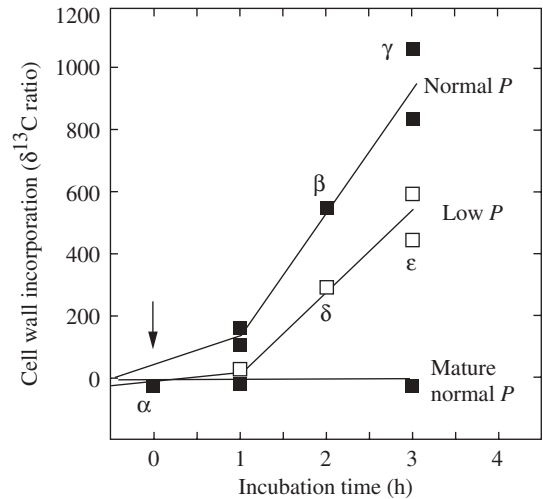 1200
1000
800
600
400
200
0
Cell wall incorporation (δ¹³C ratio)
γ
Normal P
β
Low P
ε
δ
Mature
normal P
α
0 1 2 3 4
Incubation time (h)